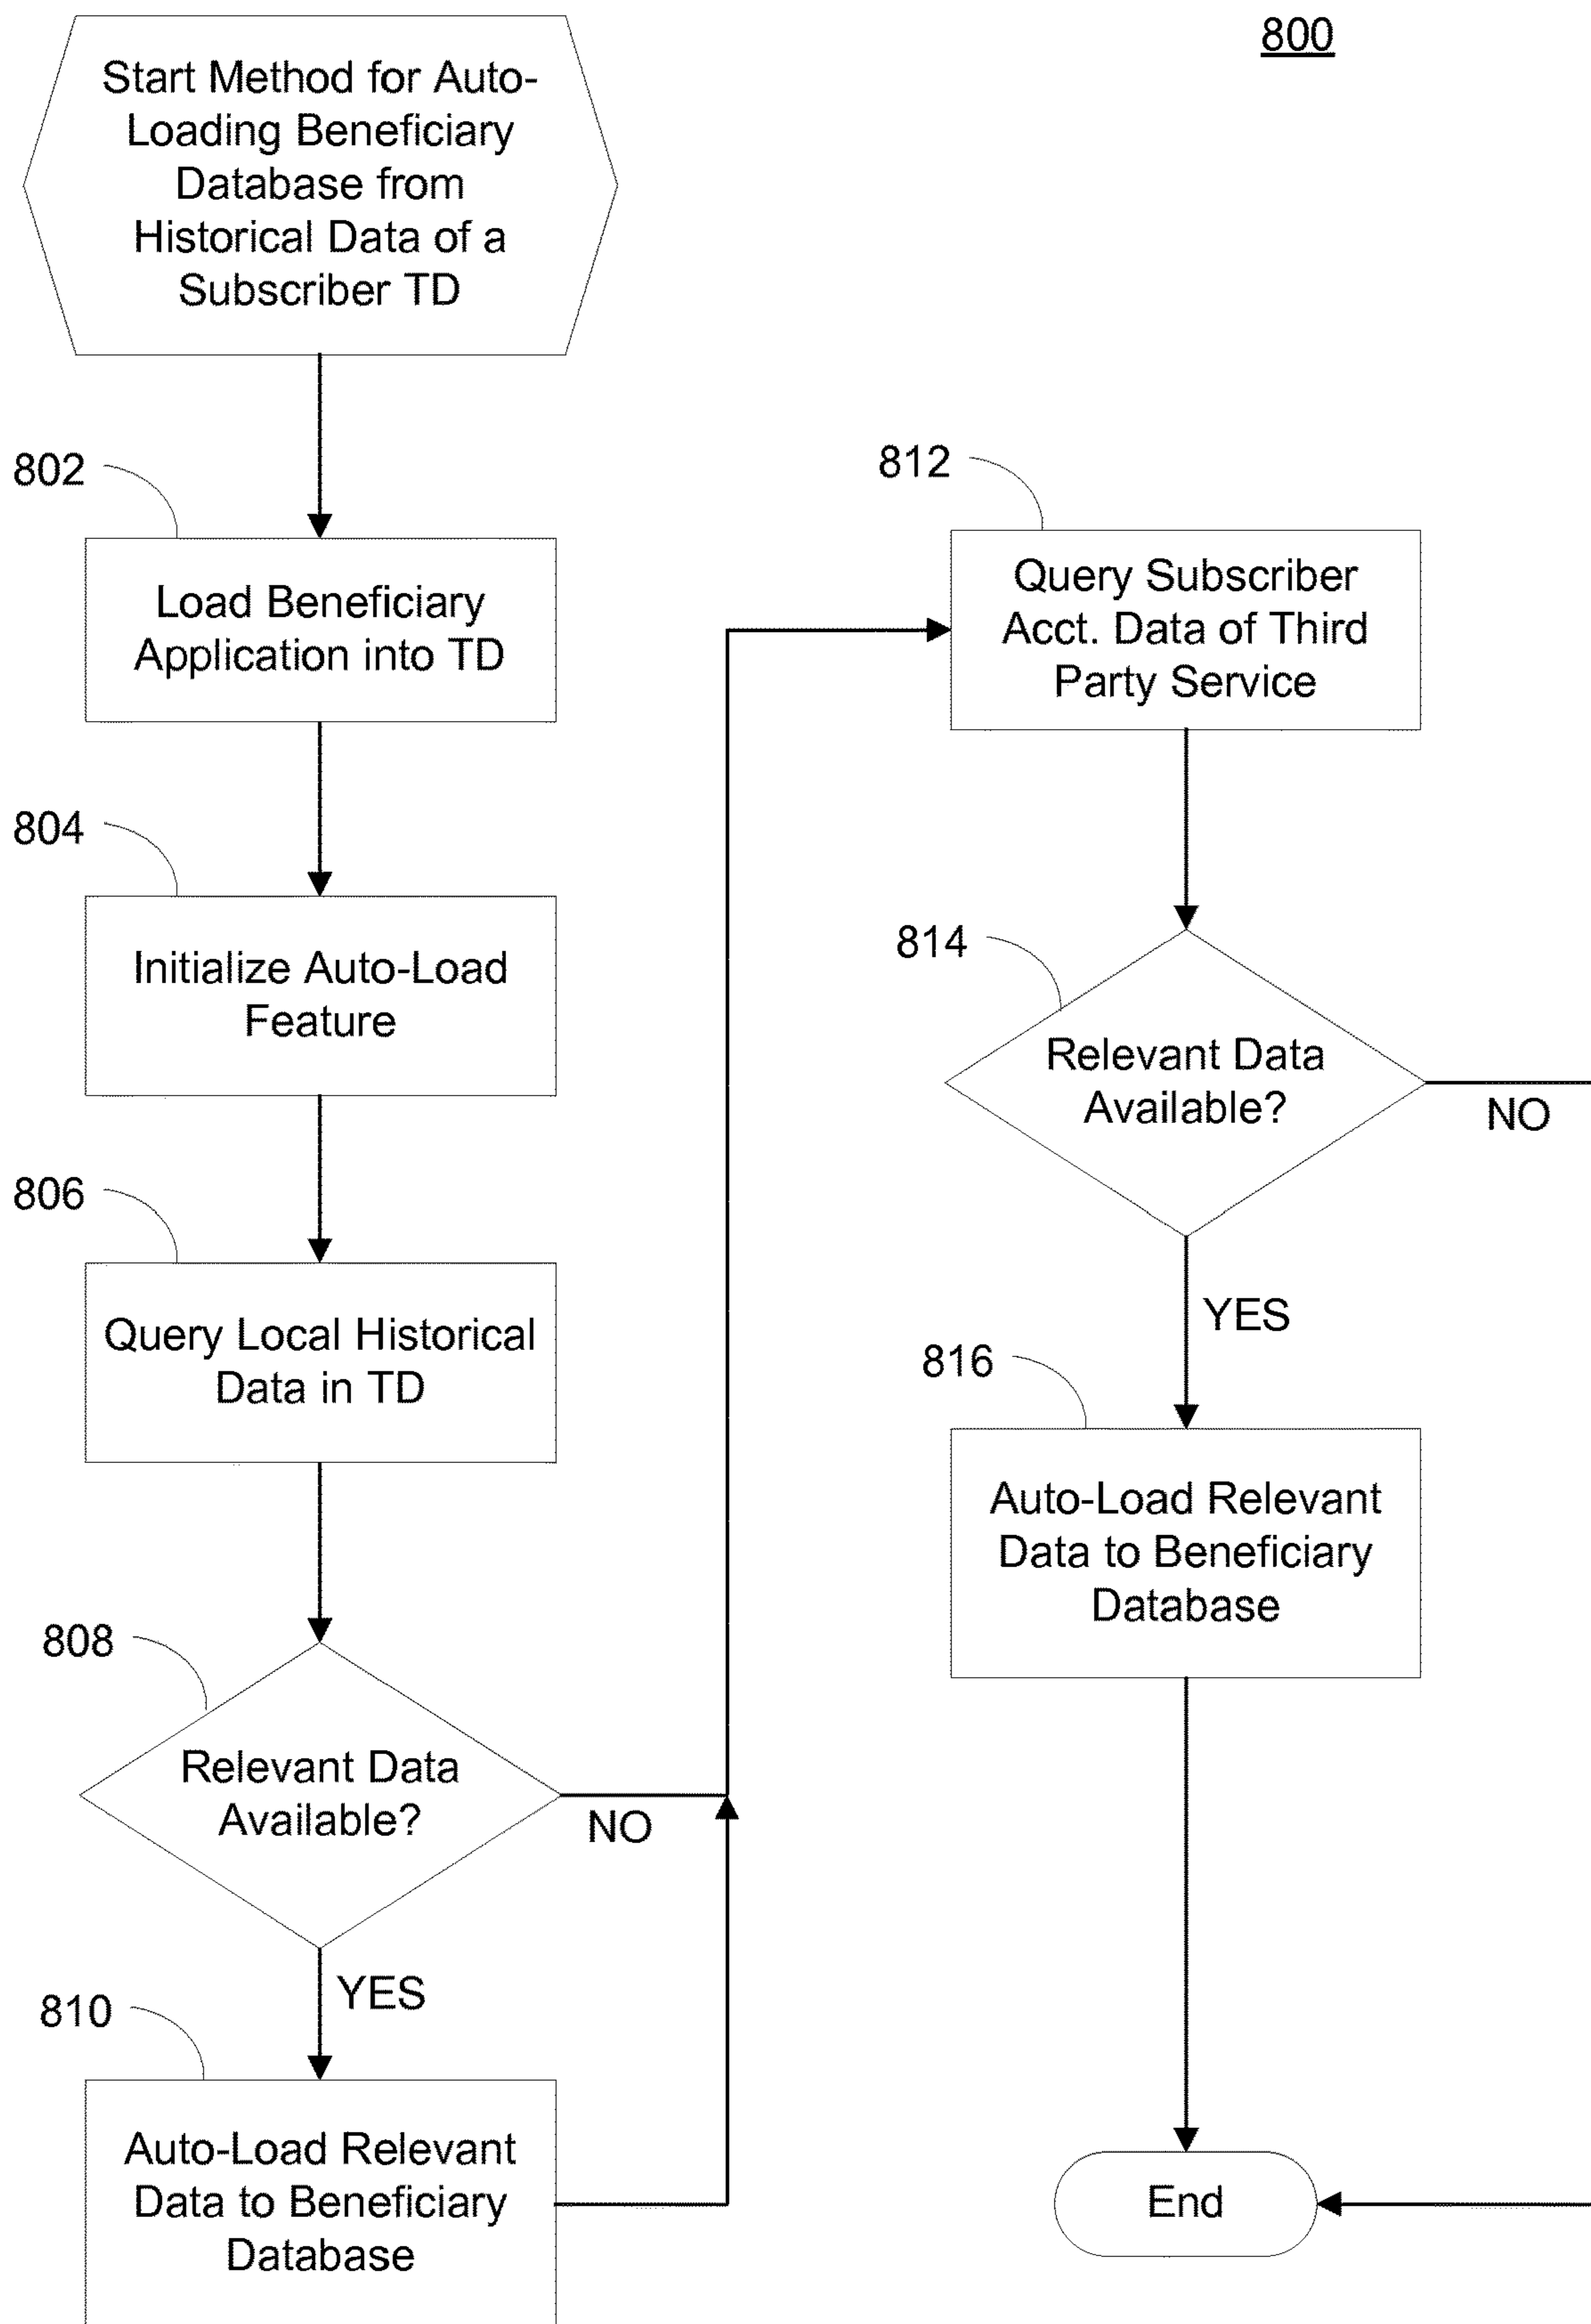 800
Start Method for Auto-
Loading Beneficiary
Database from
Historical Data of a
Subscriber TD
802
Load Beneficiary
Application into TD
804
Initialize Auto-Load
Feature
806
Query Local Historical
Data in TD
808
Relevant Data
Available?
NO
YES
810
Auto-Load Relevant
Data to Beneficiary
Database
812
Query Subscriber
Acct. Data of Third
Party Service
814
Relevant Data
Available?
NO
YES
816
Auto-Load Relevant
Data to Beneficiary
Database
End